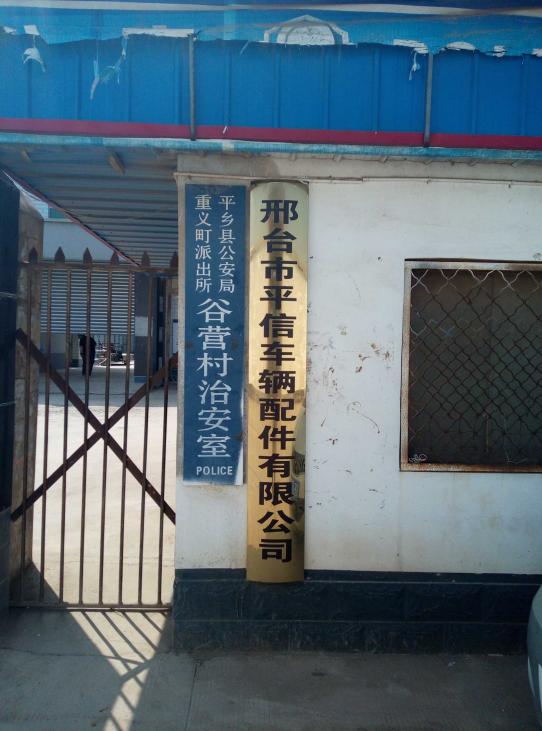 平乡县公安局
重义町派出所
谷营村治安室
POLICE
邢台市平信车辆配件有限公司